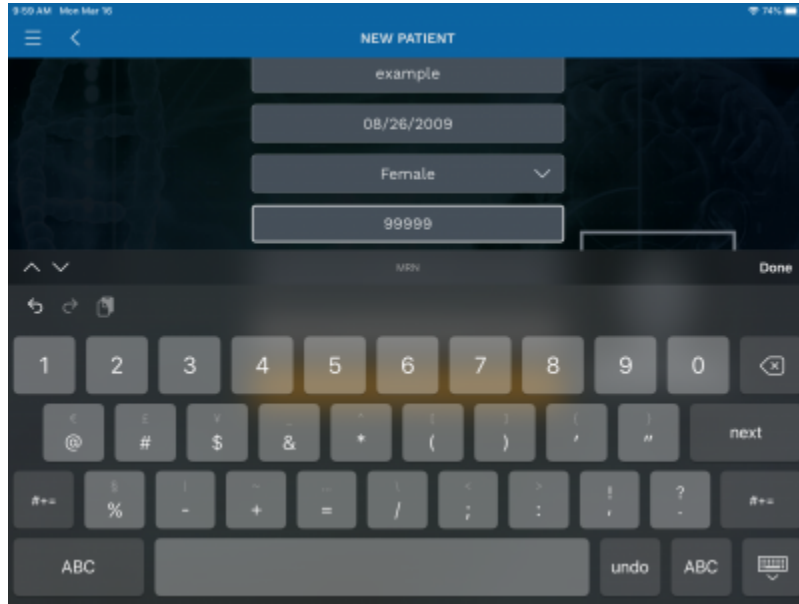 9:59 AM Mon Mar 16 74%
NEW PATIENT
example
08/26/2009
Female
99999
MRN
Done
1 2 3 4 5 6 7 8 9 0
€ £ ¥ _ ^ [ ] { }
@ # $ & * ( ) ' "
next
§ | ~ … \ < > ! ?
#+= % - + = / ; : , . #+=
ABC undo ABC